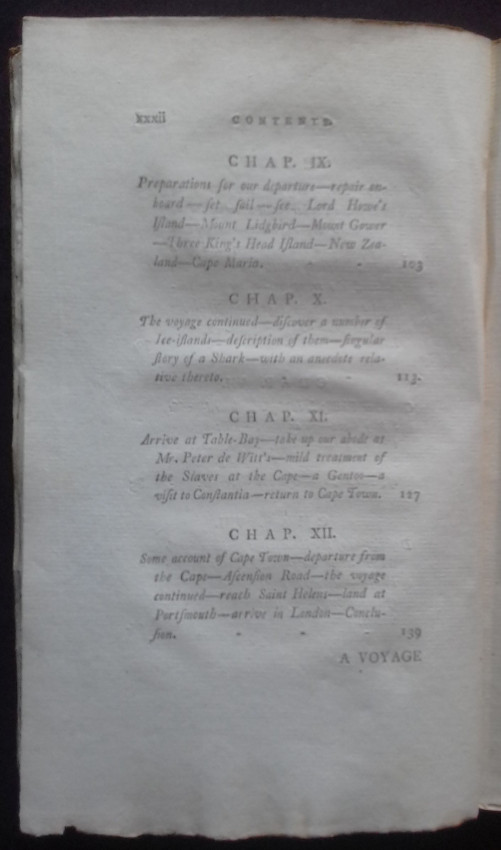 xxxii CONTENTS.
CHAP. IX.
Preparations for our departure—repair on-
board—ſet ſail—ſee Lord Howe's
Iſland—Mount Lidgbird—Mount Gower
—Three King's Head Iſland—New Zea-
land—Cape Maria. - - 103
CHAP. X.
The voyage continued—diſcover a number of
Ice-iſlands—deſcription of them—ſingular
ſtory of a Shark—with an anecdote rela-
tive thereto. - - 113.
CHAP. XI.
Arrive at Table-Bay—take up our abode at
Mr. Peter de Witt's—mild treatment of
the Slaves at the Cape—a Gentoo—a
viſit to Conſtantia—return to Cape Town. 127
CHAP. XII.
Some account of Cape Town—departure from
the Cape—Aſcenſion Road—the voyage
continued—reach Saint Helens—land at
Portſmouth—arrive in London—Conclu-
ſion. - - - 139
A VOYAGE